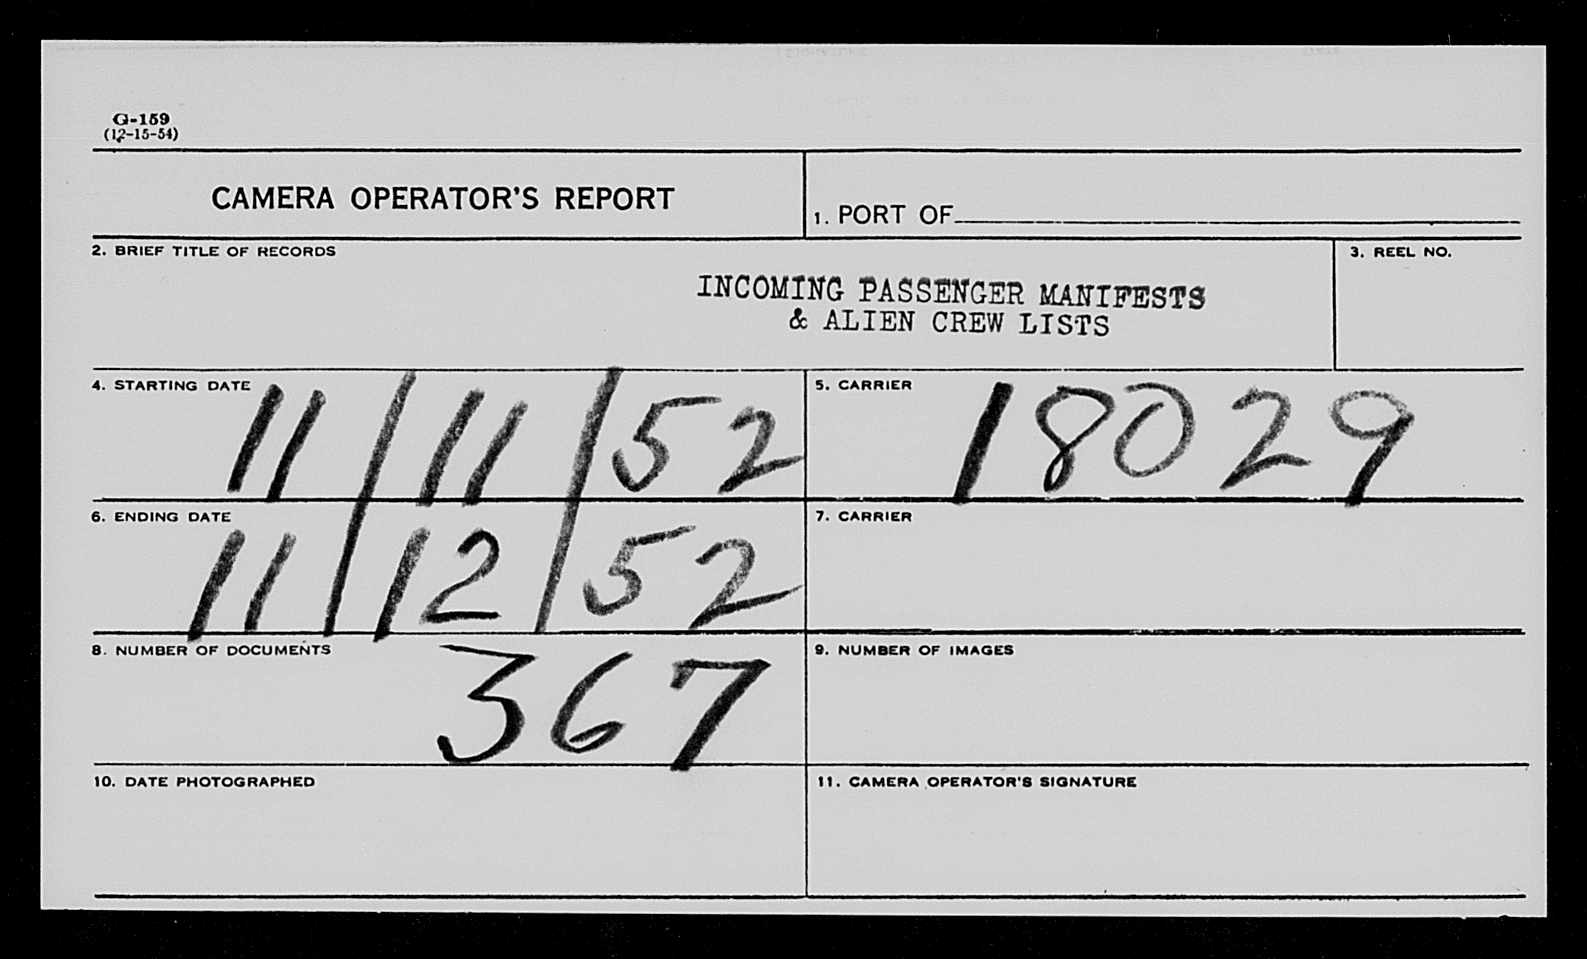 G-159
(12-15-54)
CAMERA OPERATOR'S REPORT
1. PORT OF
2. BRIEF TITLE OF RECORDS
INCOMING PASSENGER MANIFESTS
& ALIEN CREW LISTS
3. REEL NO.
4. STARTING DATE
11/11/52
5. CARRIER
18029
6. ENDING DATE
11/12/52
7. CARRIER
8. NUMBER OF DOCUMENTS
367
9. NUMBER OF IMAGES
10. DATE PHOTOGRAPHED
11. CAMERA OPERATOR'S SIGNATURE